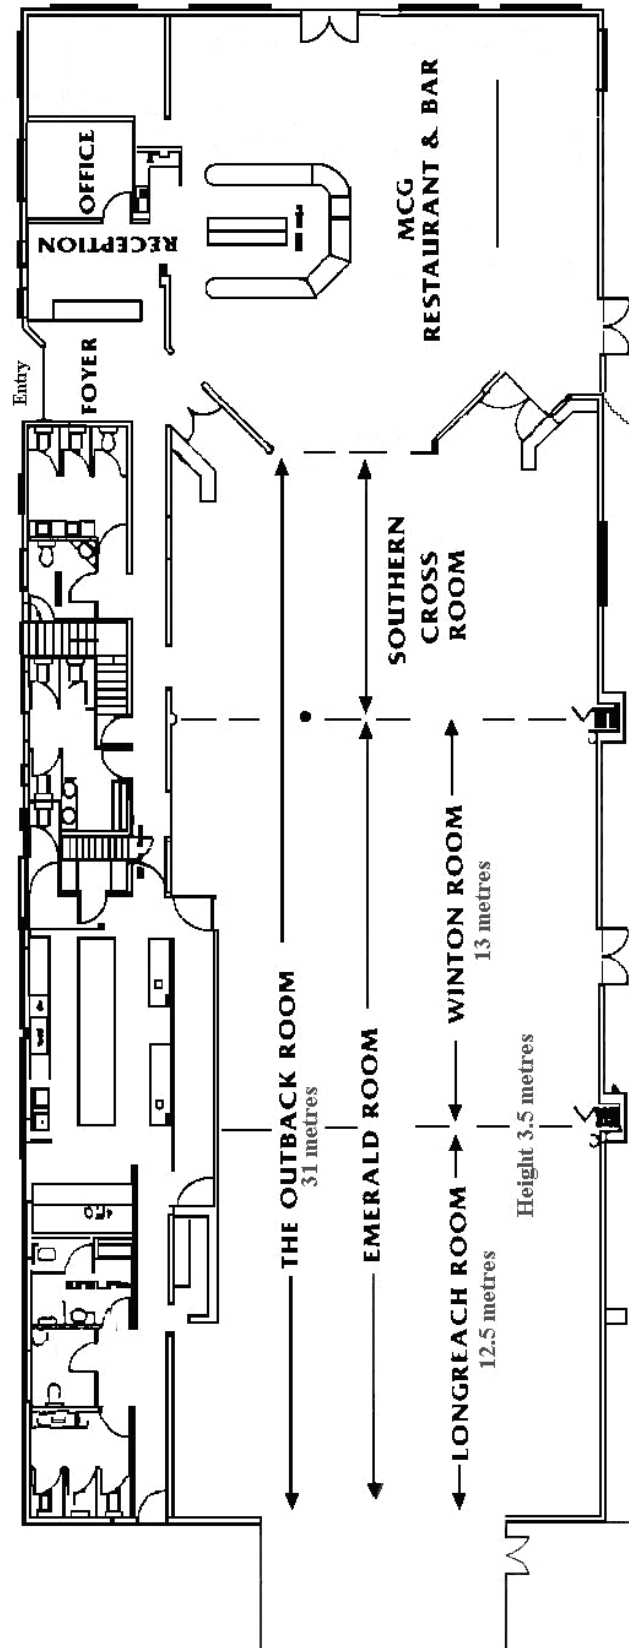 OFFICE
RECEPTION
MCG
RESTAURANT & BAR
Entry
FOYER
SOUTHERN
CROSS
ROOM
WINTON ROOM
13 metres
THE OUTBACK ROOM
31 metres
EMERALD ROOM
Height 3.5 metres
LONGREACH ROOM
12.5 metres